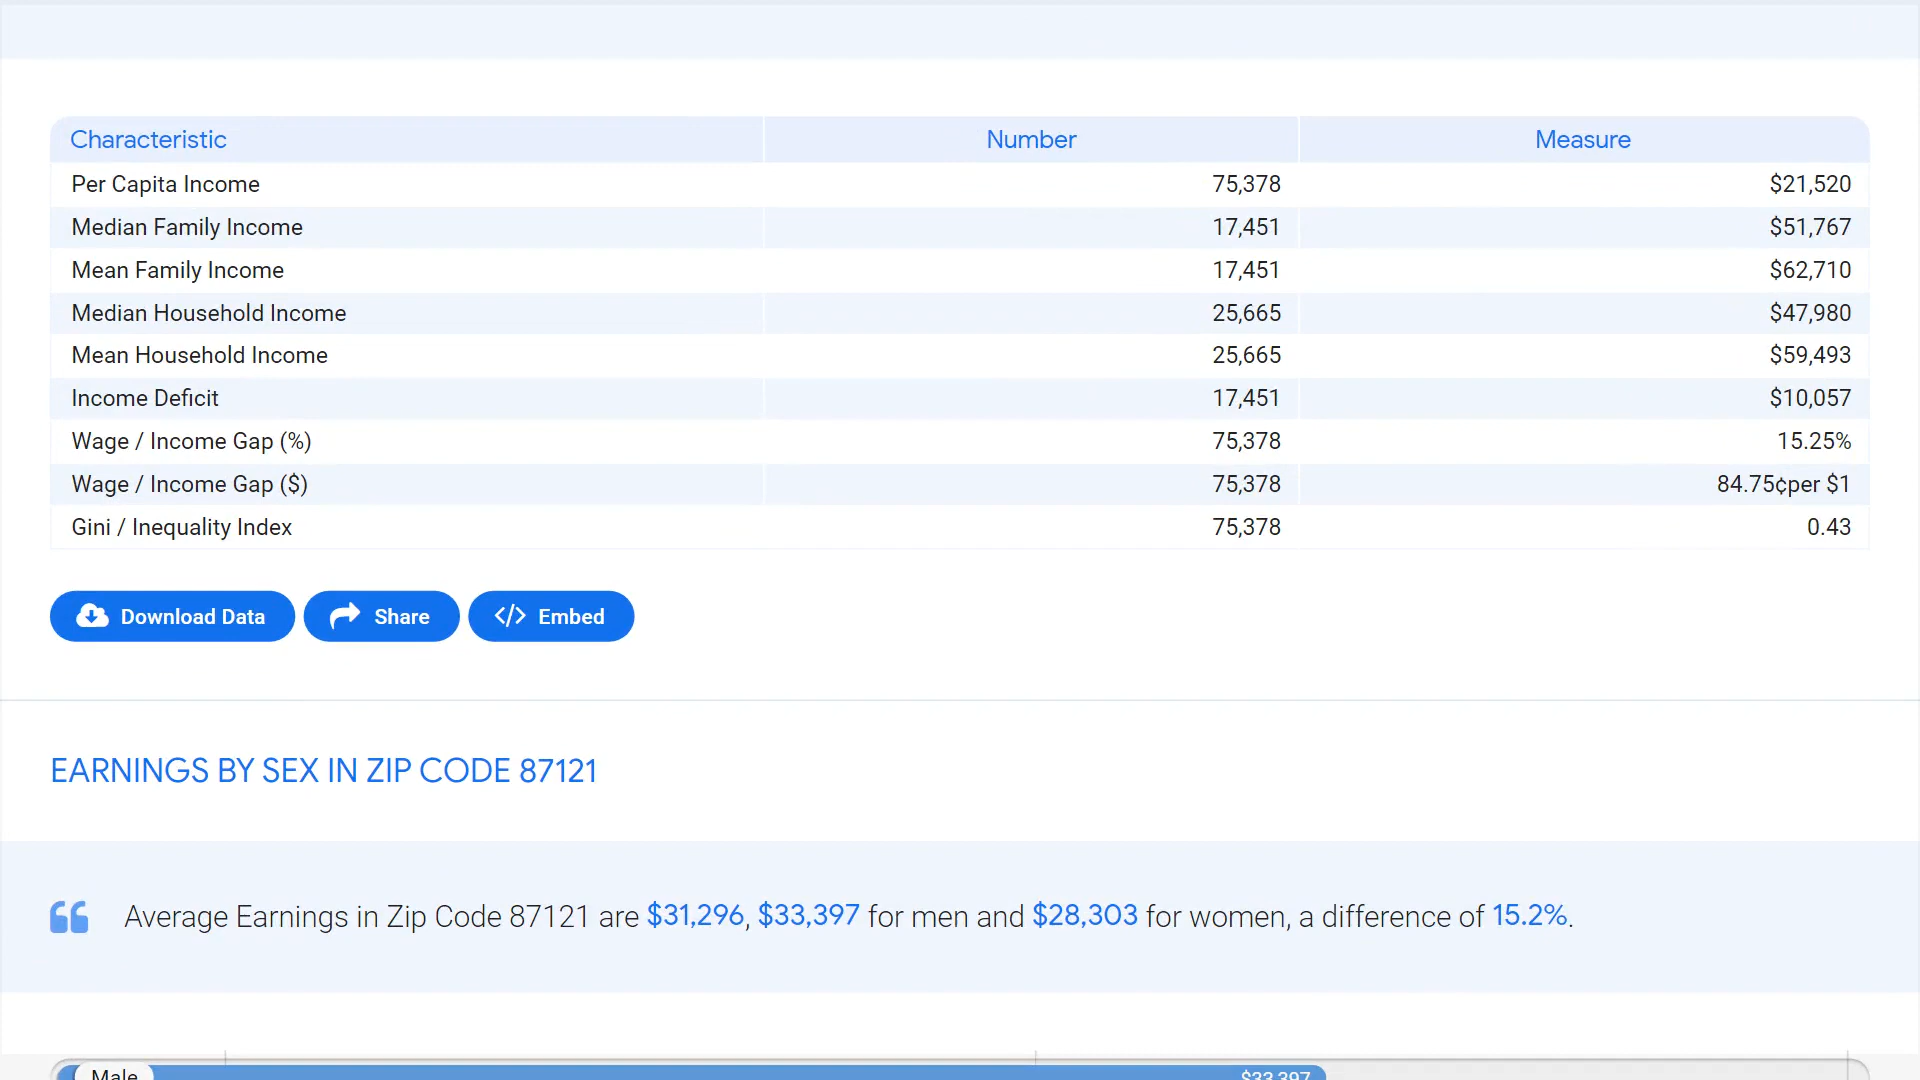 Characteristic Number Measure
Per Capita Income 75,378 $21,520
Median Family Income 17,451 $51,767
Mean Family Income 17,451 $62,710
Median Household Income 25,665 $47,980
Mean Household Income 25,665 $59,493
Income Deficit 17,451 $10,057
Wage / Income Gap (%) 75,378 15.25%
Wage / Income Gap ($) 75,378 84.75¢per $1
Gini / Inequality Index 75,378 0.43
Download Data Share </> Embed
EARNINGS BY SEX IN ZIP CODE 87121
Average Earnings in Zip Code 87121 are $31,296, $33,397 for men and $28,303 for women, a difference of 15.2%.
Male $33,397